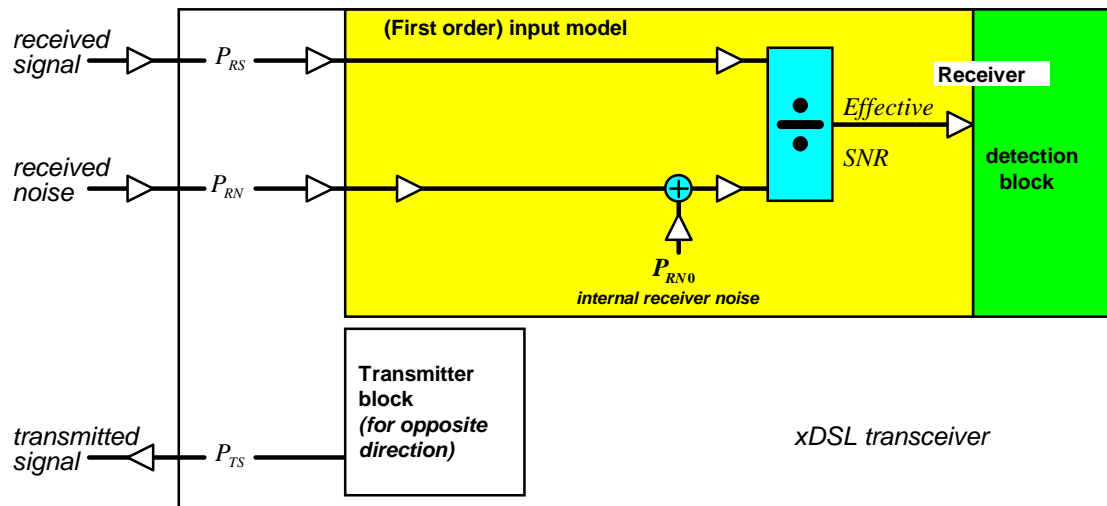 (First order) input model
received
signal
P_RS
Receiver
Effective
SNR
detection
block
received
noise
P_RN
+
P_RN0
internal receiver noise
Transmitter
block
(for opposite
direction)
transmitted
signal
P_TS
xDSL transceiver